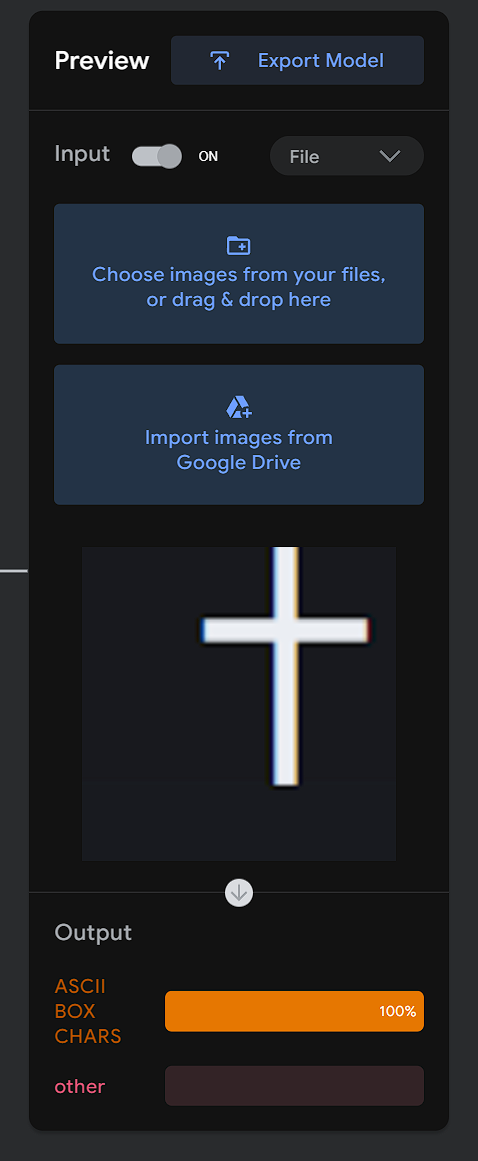 Preview
Export Model
Input
ON
File
Choose images from your files,
or drag & drop here
Import images from
Google Drive
Output
ASCII
BOX
CHARS
100%
other